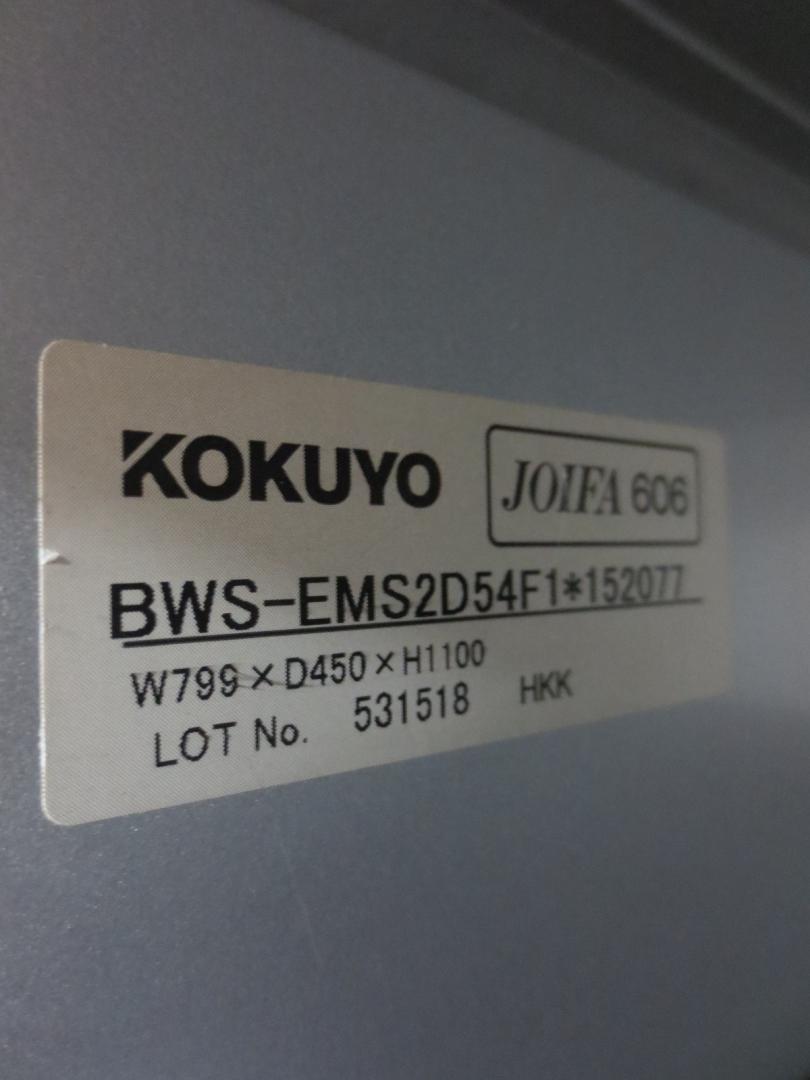 KOKUYO JOIFA 606
BWS-EMS2D54F1*152077
W799×D450×H1100
LOT No. 531518 HKK